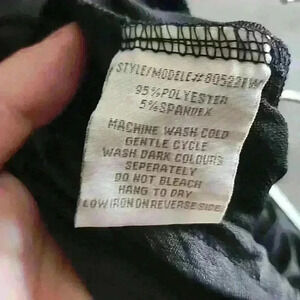 STYLE/MODELE#80522FW
95%POLYESTER
5%SPANDEX
MACHINE WASH COLD
GENTLE CYCLE
WASH DARK COLOURS
SEPERATELY
DO NOT BLEACH
HANG TO DRY
LOW IRON ON REVERSE SIDE